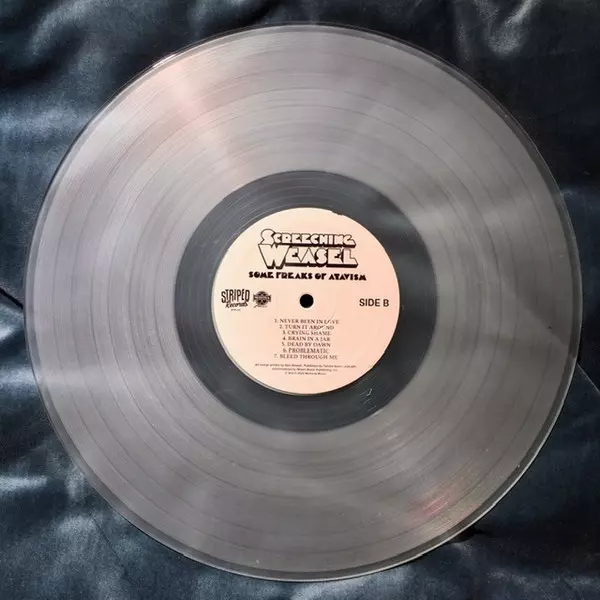 SCREECHING
WEASEL
SOME FREAKS OF ATAVISM
STRIPED
Records
SIDE B
1. NEVER BEEN IN LOVE
2. TURN IT AROUND
3. CRYING SHAME
4. BRAIN IN A JAR
5. DEAD BY DAWN
6. PROBLEMATIC
7. BLEED THROUGH ME